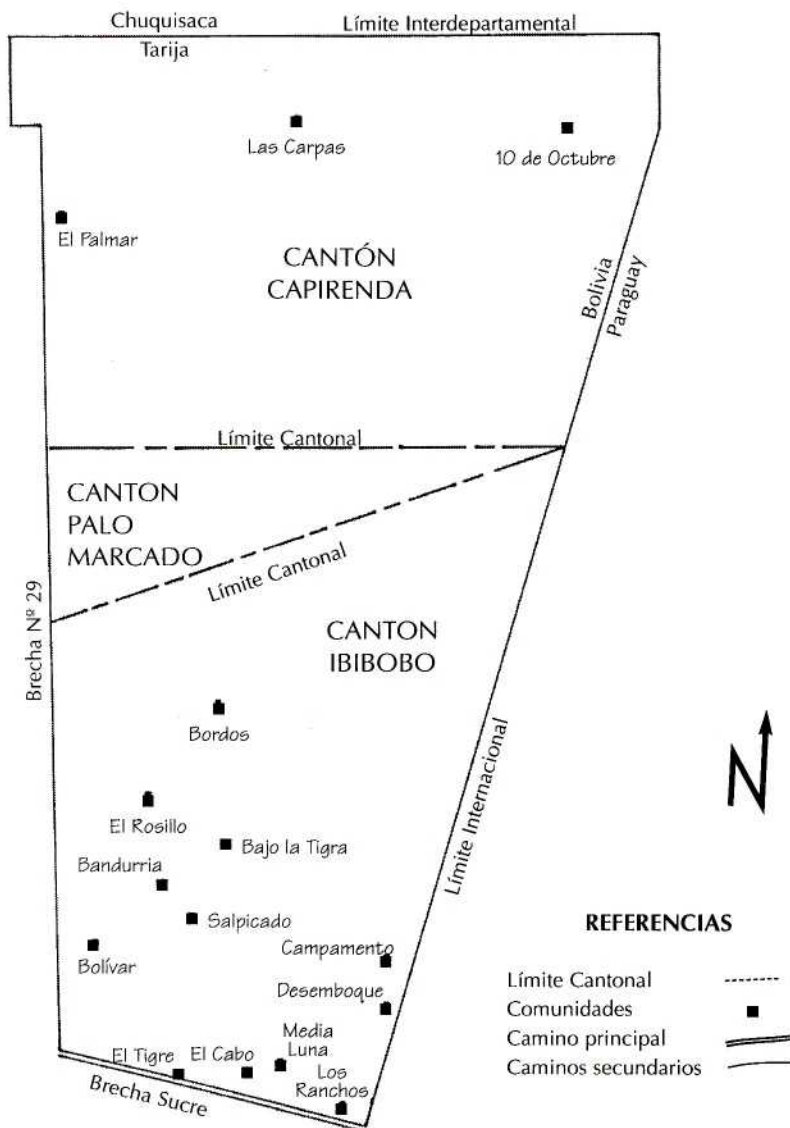 Chuquisaca
Límite Interdepartamental
Tarija
Las Carpas
10 de Octubre
El Palmar
CANTÓN
CAPIRENDA
Bolivia
Paraguay
Límite Cantonal
CANTON
PALO
MARCADO
Límite Cantonal
Brecha Nº 29
CANTON
IBIBOBO
Bordos
Límite Internacional
N
El Rosillo
Bajo la Tigra
Bandurria
Salpicado
Bolívar
Campamento
Desemboque
Media
Luna
El Tigre
El Cabo
Los
Ranchos
Brecha Sucre
REFERENCIAS
Límite Cantonal
Comunidades
Camino principal
Caminos secundarios